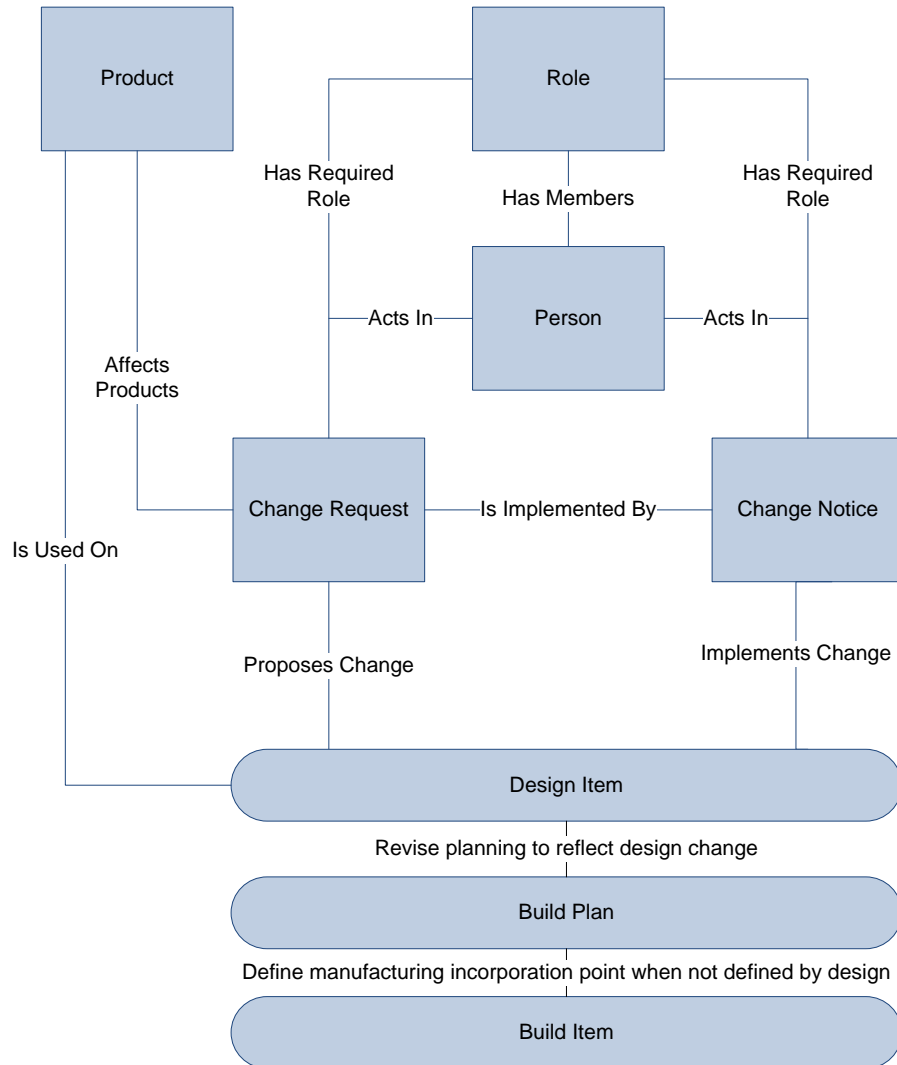 Product
Role
Has Required
Role
Has Members
Has Required
Role
Acts In
Person
Acts In
Affects
Products
Change Request
Is Implemented By
Change Notice
Is Used On
Proposes Change
Implements Change
Design Item
Revise planning to reflect design change
Build Plan
Define manufacturing incorporation point when not defined by design
Build Item